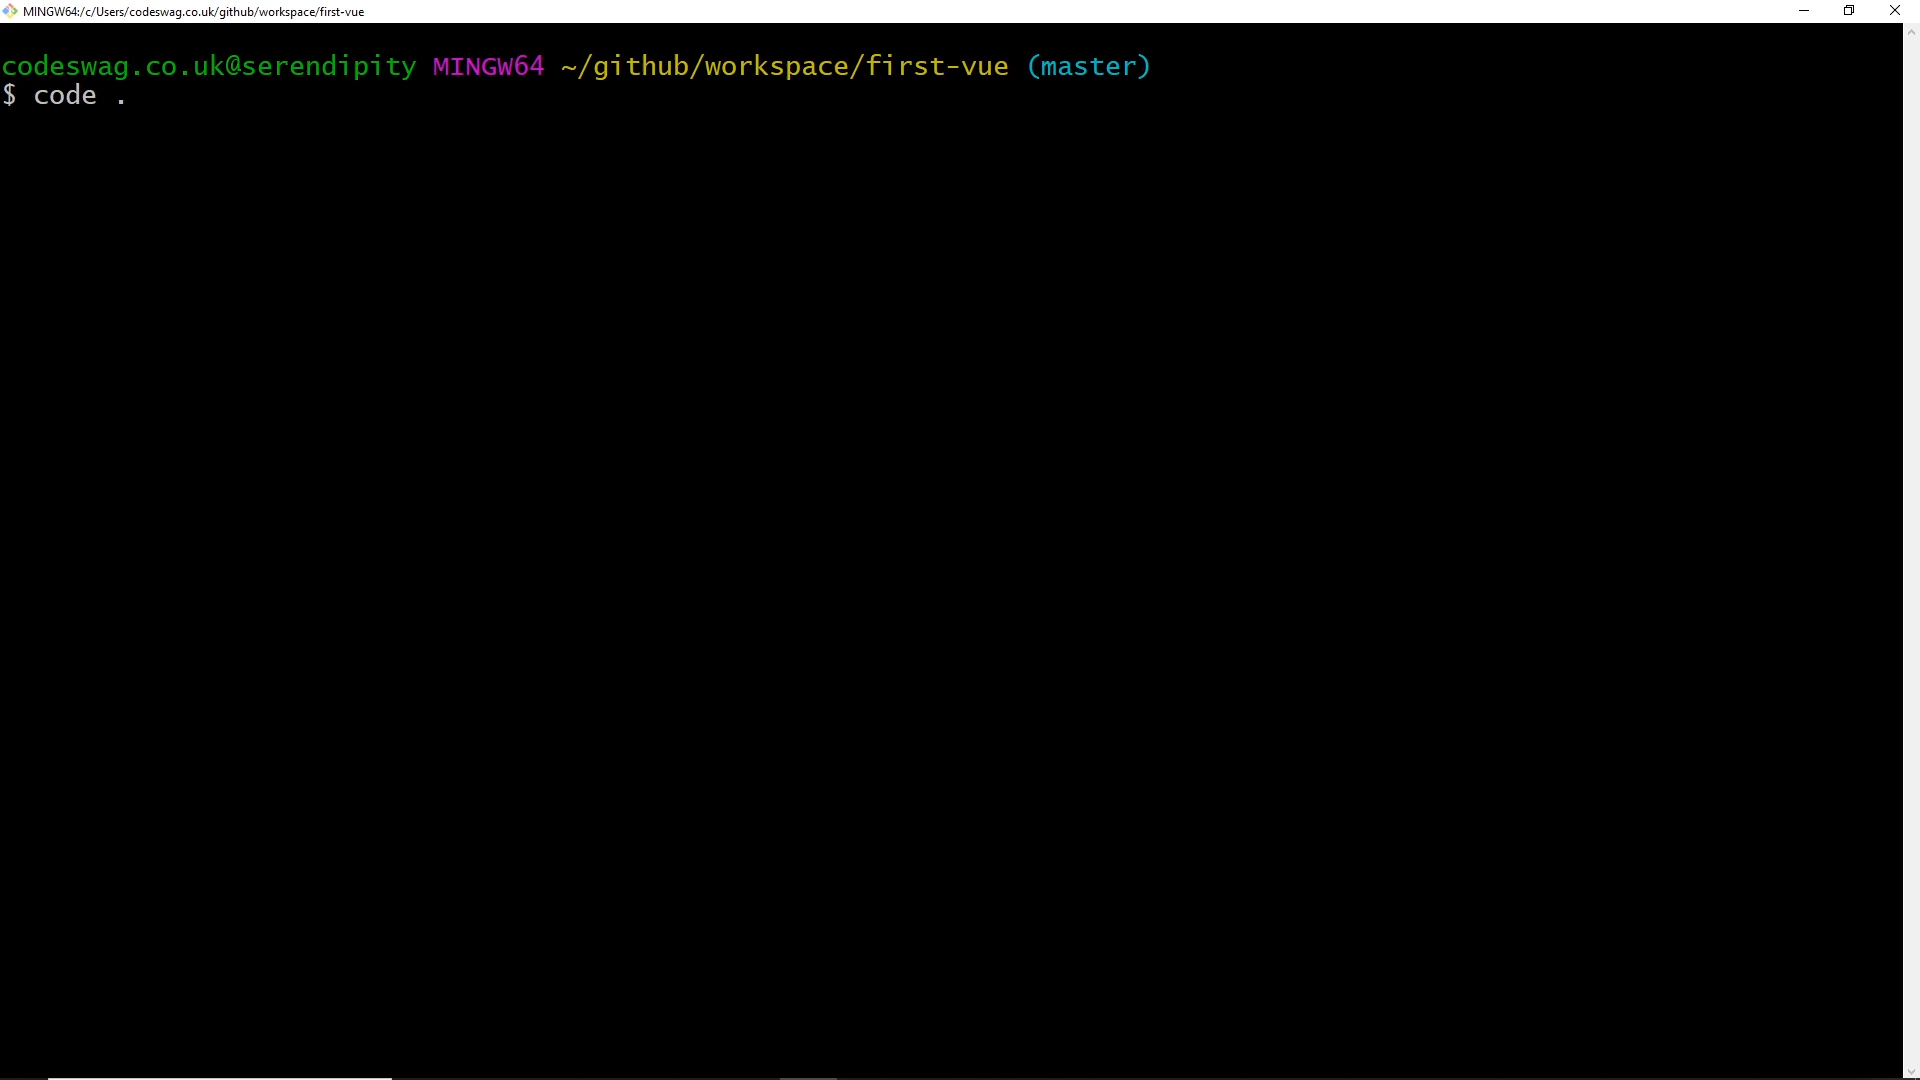 MINGW64:/c/Users/codeswag.co.uk/github/workspace/first-vue
codeswag.co.uk@serendipity MINGW64 ~/github/workspace/first-vue (master)
$ code .